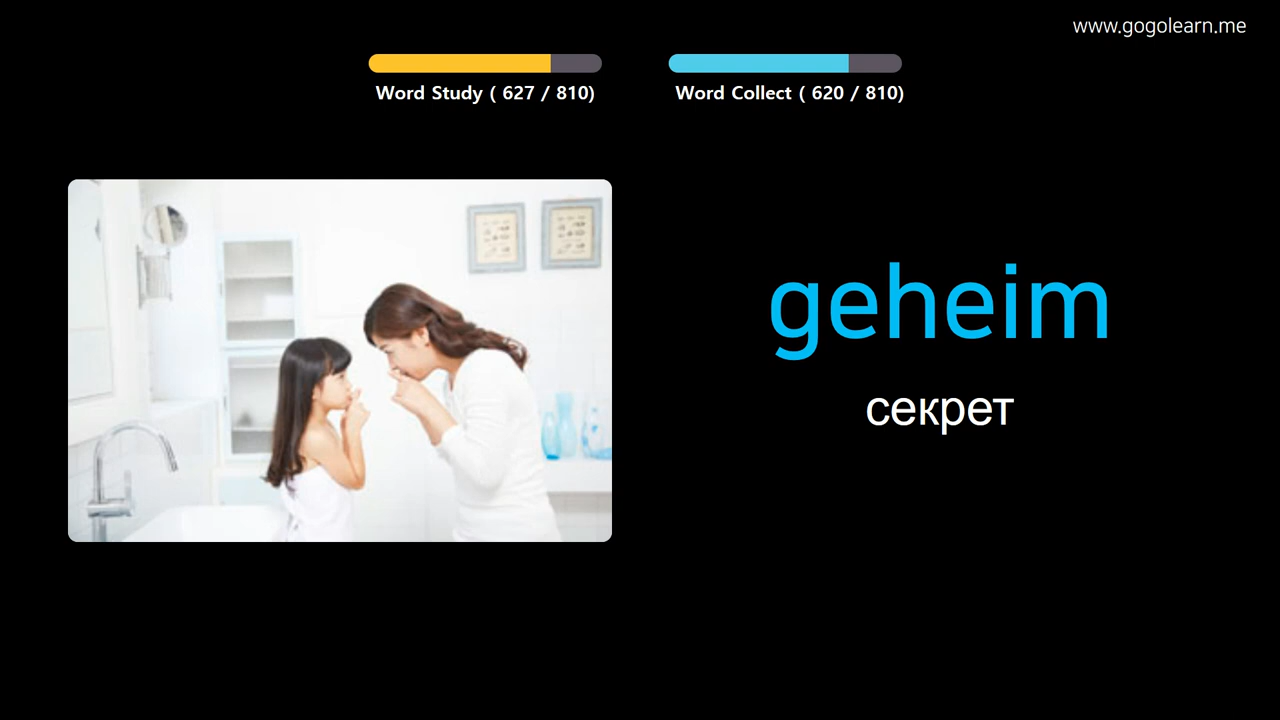 www.gogolearn.me
Word Study ( 627 / 810)
Word Collect ( 620 / 810)
geheim
секрет